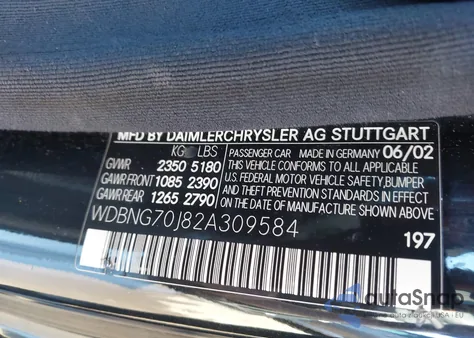 MFD BY DAIMLERCHRYSLER AG STUTTGART
KG LBS
GVWR 2350 5180
GAWR FRONT 1085 2390
GAWR REAR 1265 2790
PASSENGER CAR MADE IN GERMANY 06/02
THIS VEHICLE CONFORMS TO ALL APPLICABLE
U.S. FEDERAL MOTOR VEHICLE SAFETY, BUMPER
AND THEFT PREVENTION STANDARDS IN EFFECT
ON THE DATE OF MANUFACTURE SHOWN ABOVE
WDBNG70J82A309584
197
autoSnap